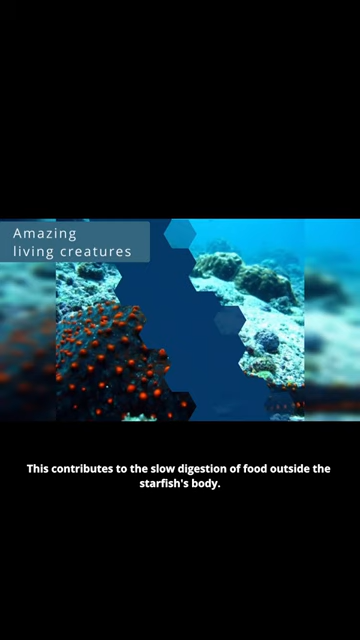 Amazing
living creatures
This contributes to the slow digestion of food outside the
starfish's body.